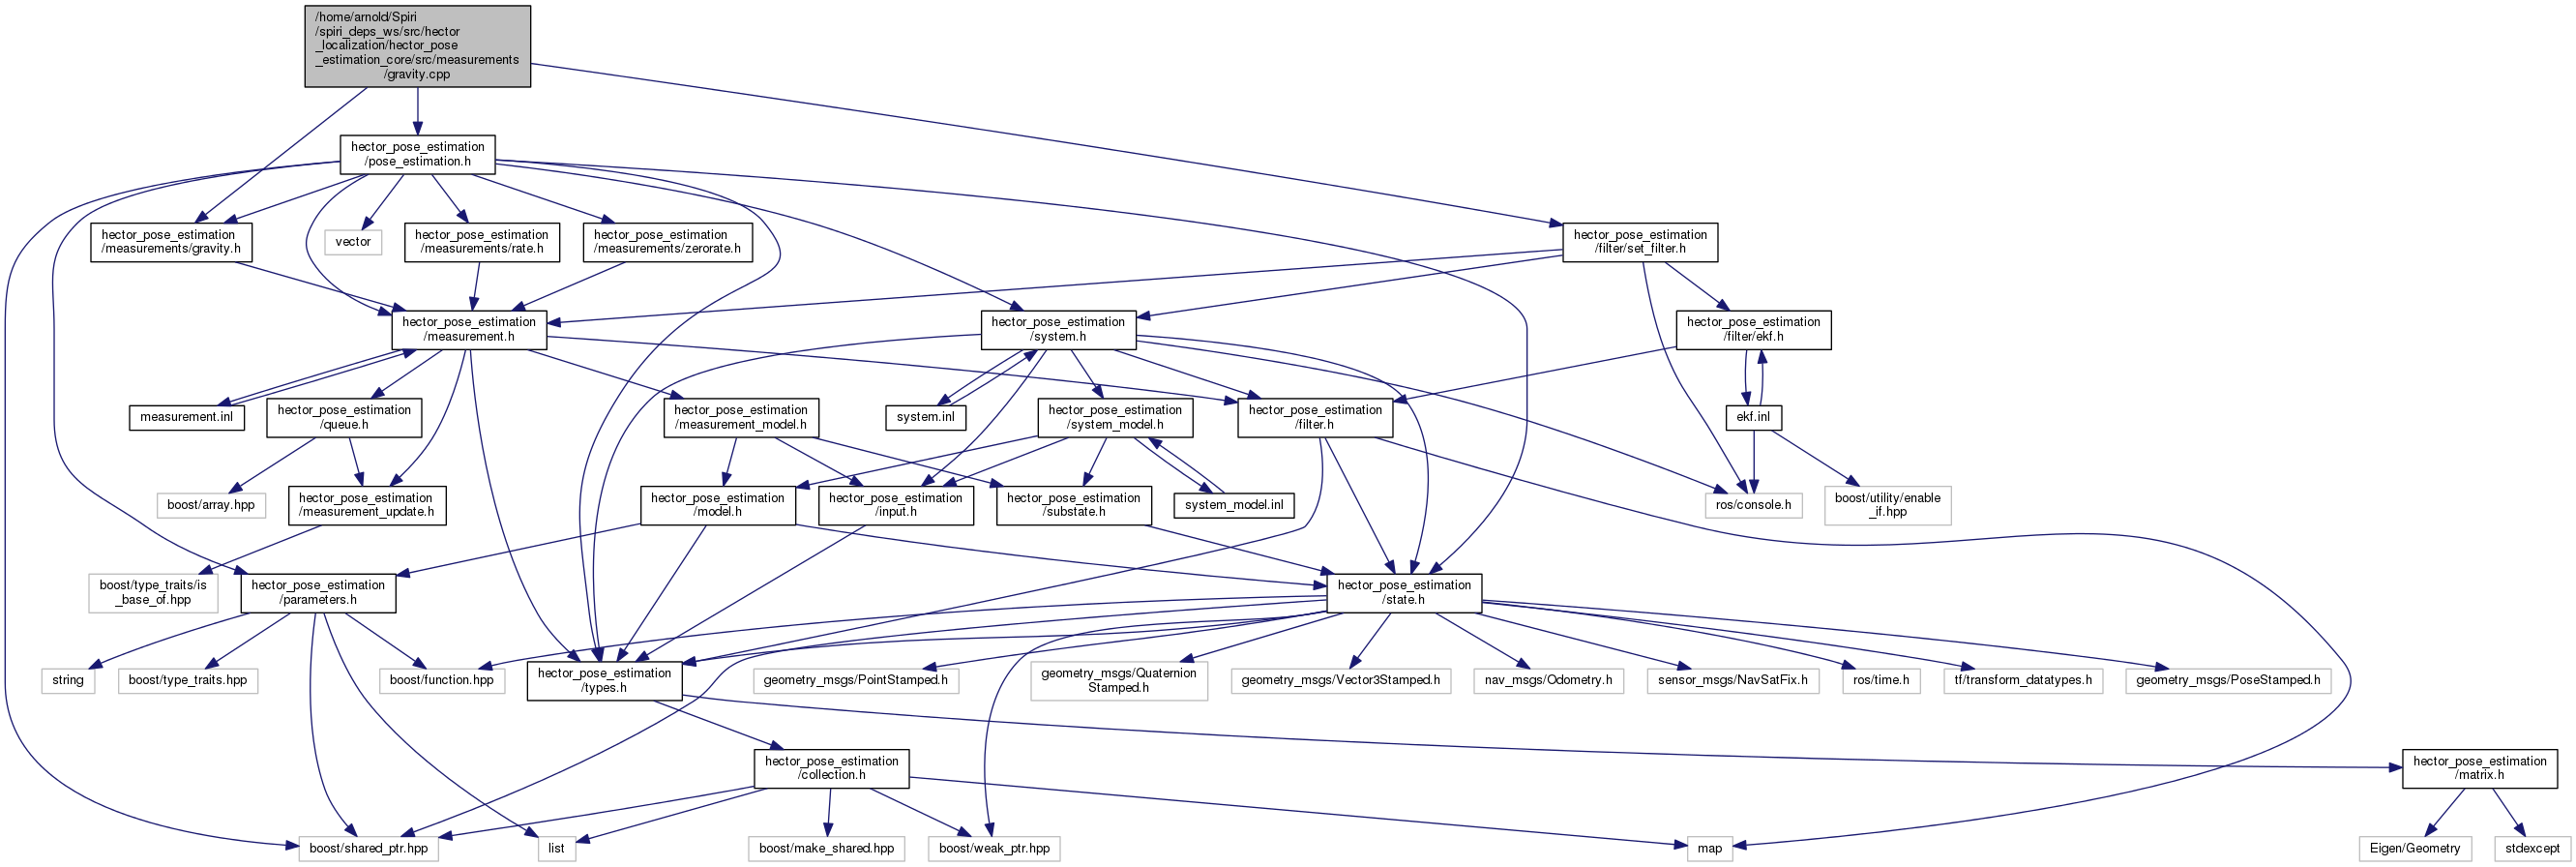 /home/arnold/Spiri
/spiri_deps_ws/src/hector
_localization/hector_pose
_estimation_core/src/measurements
/gravity.cpp
hector_pose_estimation
/pose_estimation.h
hector_pose_estimation
/measurements/gravity.h
vector
hector_pose_estimation
/measurements/rate.h
hector_pose_estimation
/measurements/zerorate.h
hector_pose_estimation
/filter/set_filter.h
hector_pose_estimation
/measurement.h
hector_pose_estimation
/system.h
hector_pose_estimation
/filter/ekf.h
measurement.inl
hector_pose_estimation
/queue.h
hector_pose_estimation
/measurement_model.h
system.inl
hector_pose_estimation
/system_model.h
hector_pose_estimation
/filter.h
ekf.inl
boost/array.hpp
hector_pose_estimation
/measurement_update.h
hector_pose_estimation
/model.h
hector_pose_estimation
/input.h
hector_pose_estimation
/substate.h
system_model.inl
ros/console.h
boost/utility/enable
_if.hpp
boost/type_traits/is
_base_of.hpp
hector_pose_estimation
/parameters.h
hector_pose_estimation
/state.h
string
boost/type_traits.hpp
boost/function.hpp
hector_pose_estimation
/types.h
geometry_msgs/PointStamped.h
geometry_msgs/Quaternion
Stamped.h
geometry_msgs/Vector3Stamped.h
nav_msgs/Odometry.h
sensor_msgs/NavSatFix.h
ros/time.h
tf/transform_datatypes.h
geometry_msgs/PoseStamped.h
hector_pose_estimation
/collection.h
hector_pose_estimation
/matrix.h
boost/shared_ptr.hpp
list
boost/make_shared.hpp
boost/weak_ptr.hpp
map
Eigen/Geometry
stdexcept